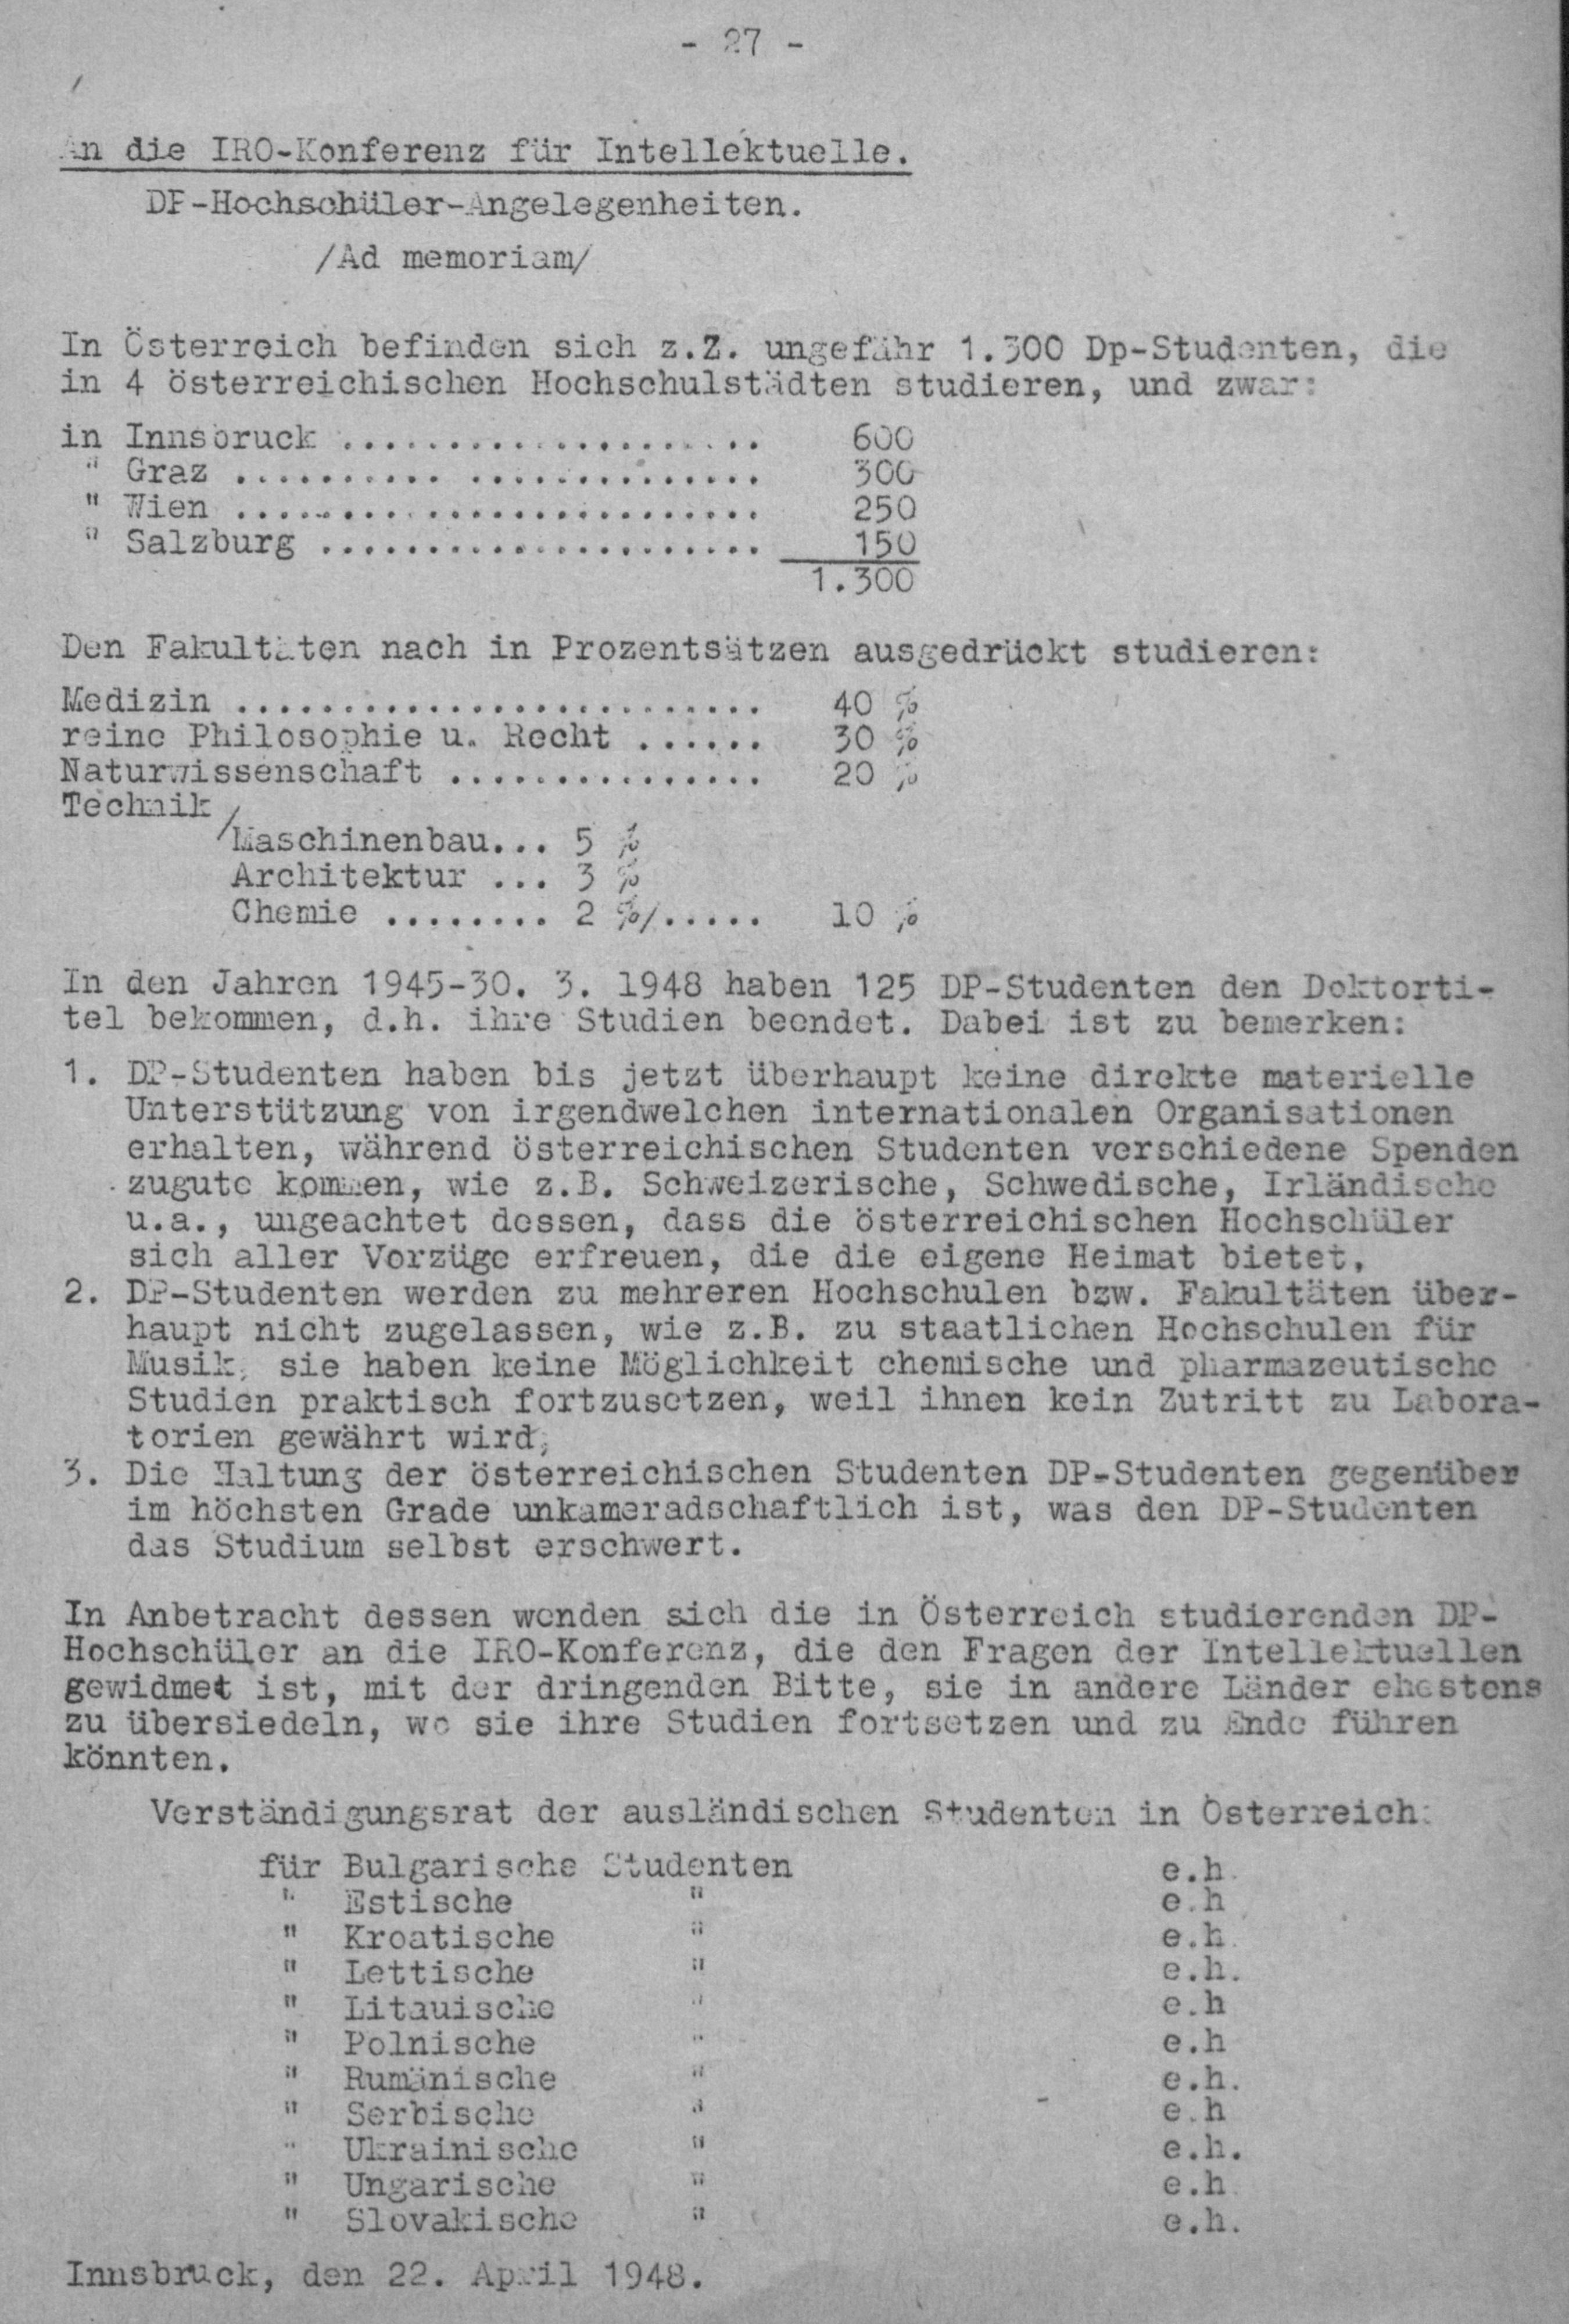 - 27 -
An die IRO-Konferenz für Intellektuelle.
DP-Hochschüler-Angelegenheiten.
/Ad memoriam/
In Österreich befinden sich z.Z. ungefähr 1.300 Dp-Studenten, die
in 4 österreichischen Hochschulstädten studieren, und zwar:
in Innsbruck .................... 600
" Graz ......................... 300
" Wien ......................... 250
" Salzburg ..................... 150
1.300
Den Fakultäten nach in Prozentsätzen ausgedrückt studieren:
Medizin ......................... 40 %
reine Philosophie u. Recht ...... 30 %
Naturwissenschaft ............... 20 %
Technik
/Maschinenbau... 5 %
Architektur ... 3 %
Chemie ........ 2 %/..... 10 %
In den Jahren 1945-30. 3. 1948 haben 125 DP-Studenten den Doktorti-
tel bekommen, d.h. ihre Studien beendet. Dabei ist zu bemerken:
1. DP-Studenten haben bis jetzt überhaupt keine direkte materielle
Unterstützung von irgendwelchen internationalen Organisationen
erhalten, während österreichischen Studenten verschiedene Spenden
zugute kommen, wie z.B. Schweizerische, Schwedische, Irländische
u.a., ungeachtet dessen, dass die österreichischen Hochschüler
sich aller Vorzüge erfreuen, die die eigene Heimat bietet,
2. DP-Studenten werden zu mehreren Hochschulen bzw. Fakultäten über-
haupt nicht zugelassen, wie z.B. zu staatlichen Hochschulen für
Musik, sie haben keine Möglichkeit chemische und pharmazeutische
Studien praktisch fortzusetzen, weil ihnen kein Zutritt zu Labora-
torien gewährt wird,
3. Die Haltung der österreichischen Studenten DP-Studenten gegenüber
im höchsten Grade unkameradschaftlich ist, was den DP-Studenten
das Studium selbst erschwert.
In Anbetracht dessen wenden sich die in Österreich studierenden DP-
Hochschüler an die IRO-Konferenz, die den Fragen der Intellektuellen
gewidmet ist, mit der dringenden Bitte, sie in andere Länder ehestens
zu übersiedeln, wo sie ihre Studien fortsetzen und zu Ende führen
könnten.
Verständigungsrat der ausländischen Studenten in Österreich:
für Bulgarische Studenten e.h.
" Estische " e.h
" Kroatische " e.h.
" Lettische " e.h.
" Litauische " e.h
" Polnische " e.h
" Rumänische " e.h.
" Serbische " e.h
" Ukrainische " e.h.
" Ungarische " e.h
" Slovakische " e.h.
Innsbruck, den 22. April 1948.